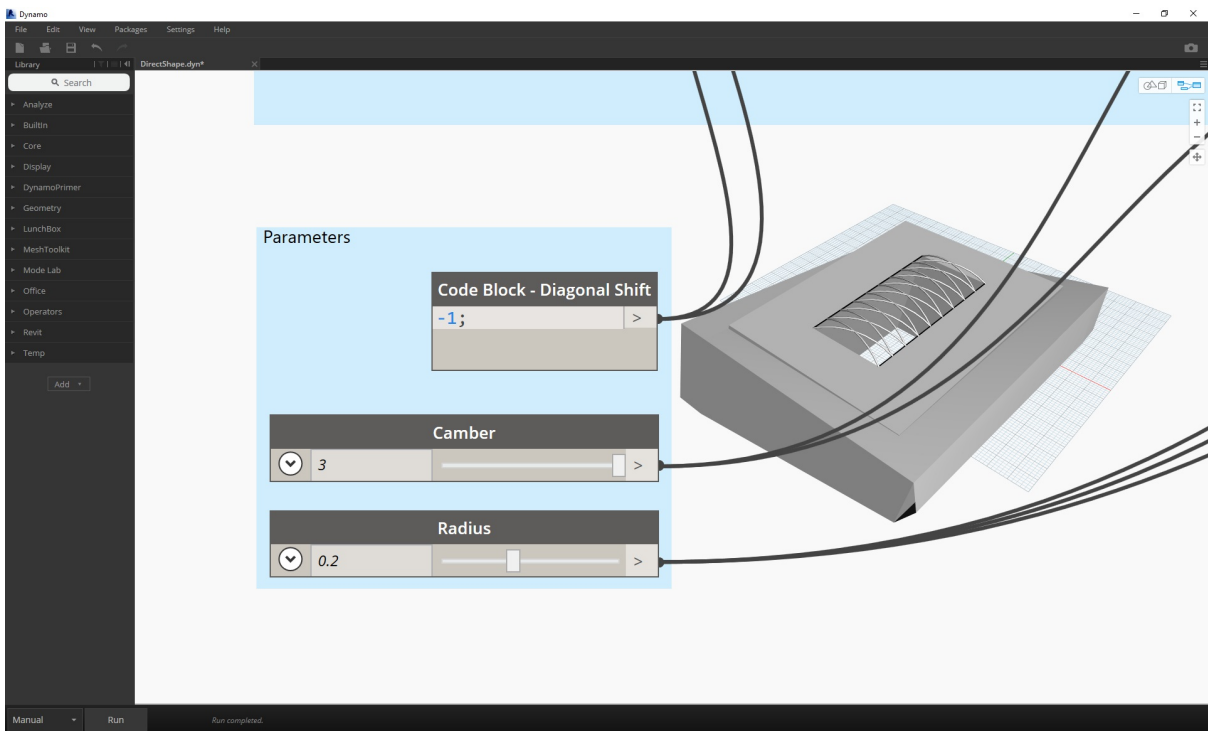 Dynamo
File Edit View Packages Settings Help
Library
DirectShape.dyn*
Search
Analyze
BuiltIn
Core
Display
DynamoPrimer
Geometry
LunchBox
MeshToolkit
Mode Lab
Office
Operators
Revit
Temp
Add
Parameters
Code Block - Diagonal Shift
-1; >
Camber
3 >
Radius
0.2 >
Manual Run Run completed.